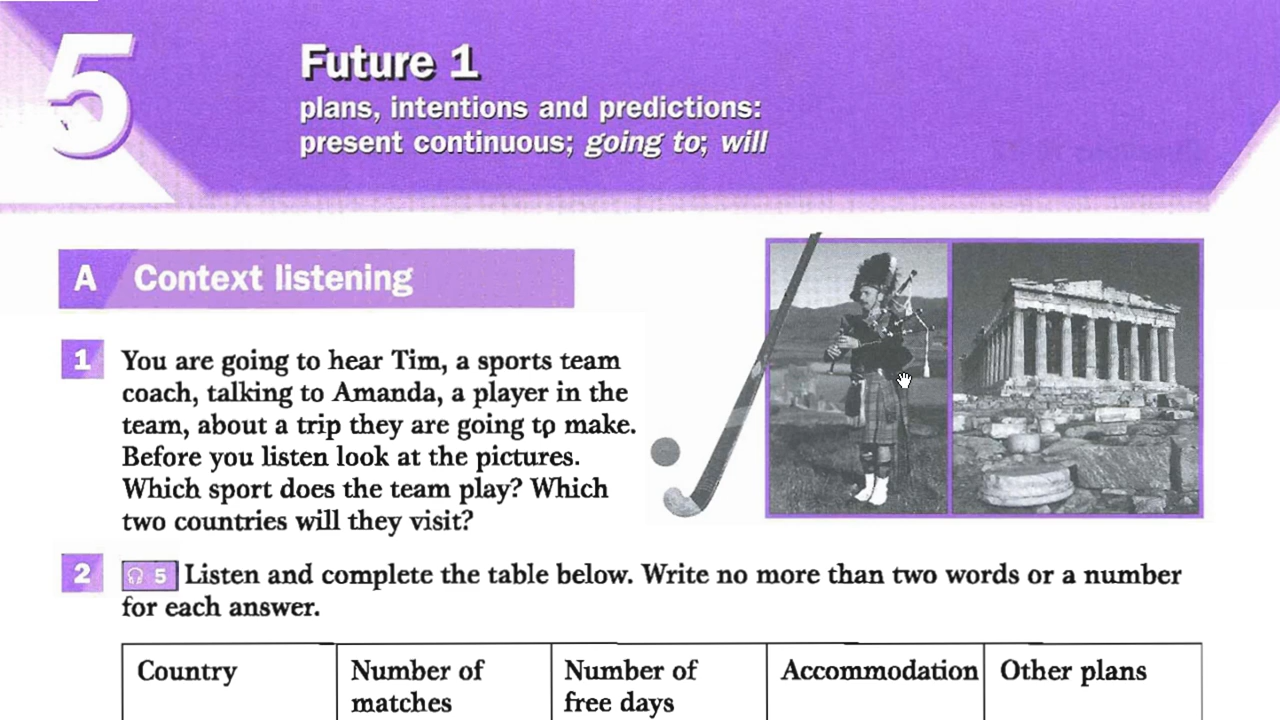 5
Future 1
plans, intentions and predictions:
present continuous; going to; will
A Context listening
1 You are going to hear Tim, a sports team
coach, talking to Amanda, a player in the
team, about a trip they are going to make.
Before you listen look at the pictures.
Which sport does the team play? Which
two countries will they visit?
2 5 Listen and complete the table below. Write no more than two words or a number
for each answer.
Country
Number of
matches
Number of
free days
Accommodation
Other plans